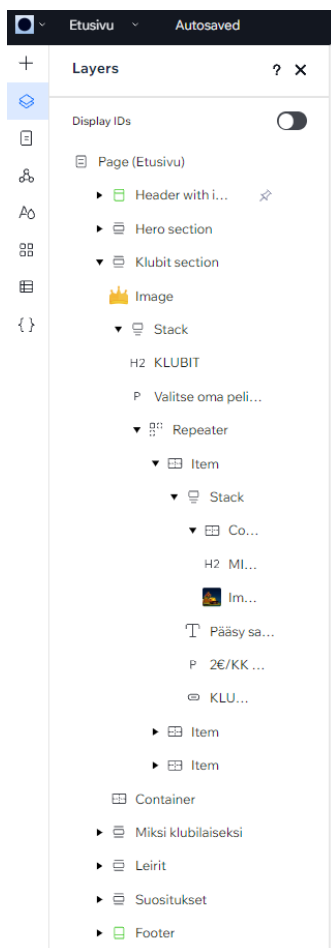 Etusivu Autosaved
Layers ?
Display IDs
Page (Etusivu)
Header with i...
Hero section
Klubit section
Image
Stack
H2 KLUBIT
P Valitse oma peli...
Repeater
Item
Stack
Co...
H2 MI...
Im...
T Pääsy sa...
P 2€/KK ...
KLU...
Item
Item
Container
Miksi klubilaiseksi
Leirit
Suositukset
Footer